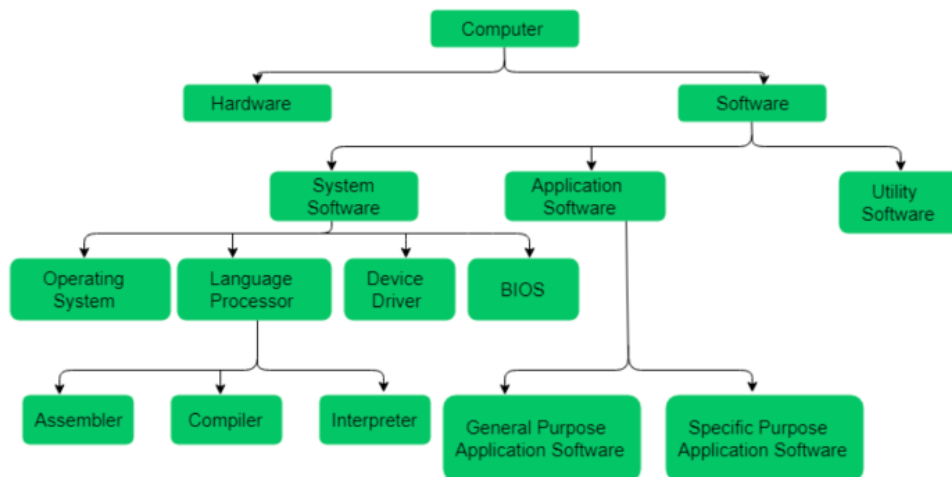 Computer
Hardware
Software
System
Software
Application
Software
Utility
Software
Operating
System
Language
Processor
Device
Driver
BIOS
Assembler
Compiler
Interpreter
General Purpose
Application Software
Specific Purpose
Application Software